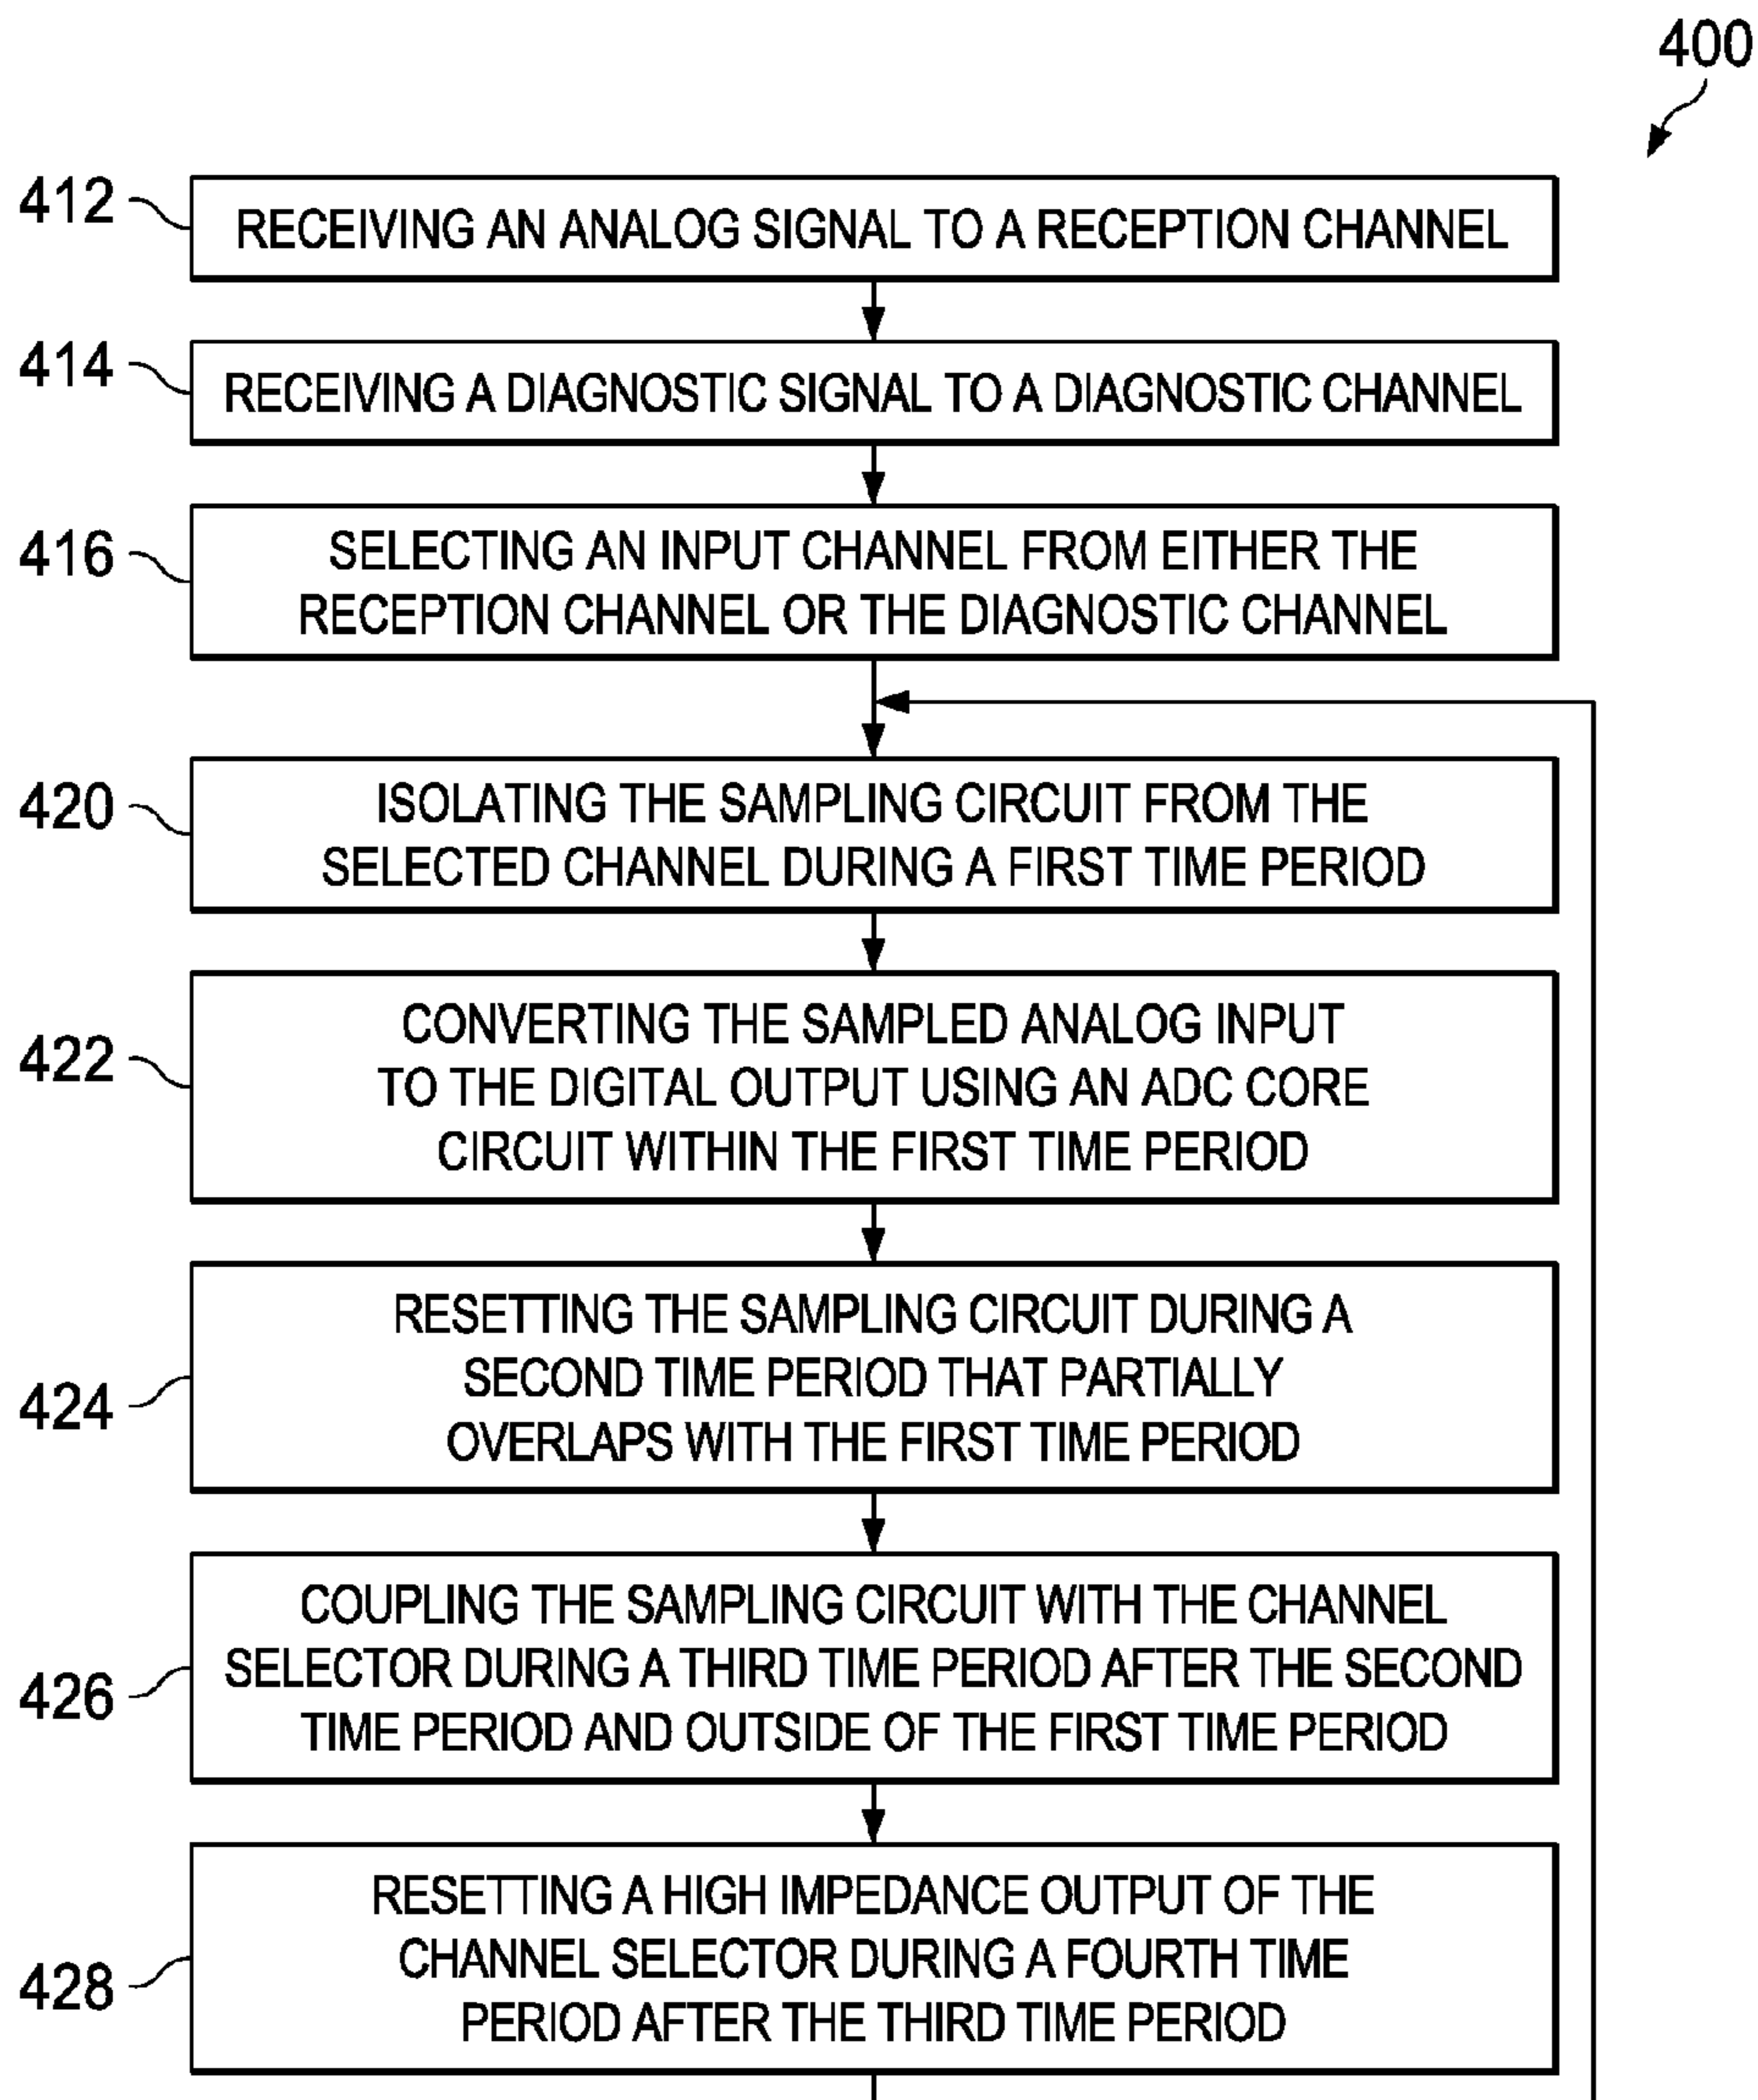 400
412
RECEIVING AN ANALOG SIGNAL TO A RECEPTION CHANNEL
414
RECEIVING A DIAGNOSTIC SIGNAL TO A DIAGNOSTIC CHANNEL
416
SELECTING AN INPUT CHANNEL FROM EITHER THE
RECEPTION CHANNEL OR THE DIAGNOSTIC CHANNEL
420
ISOLATING THE SAMPLING CIRCUIT FROM THE
SELECTED CHANNEL DURING A FIRST TIME PERIOD
422
CONVERTING THE SAMPLED ANALOG INPUT
TO THE DIGITAL OUTPUT USING AN ADC CORE
CIRCUIT WITHIN THE FIRST TIME PERIOD
424
RESETTING THE SAMPLING CIRCUIT DURING A
SECOND TIME PERIOD THAT PARTIALLY
OVERLAPS WITH THE FIRST TIME PERIOD
426
COUPLING THE SAMPLING CIRCUIT WITH THE CHANNEL
SELECTOR DURING A THIRD TIME PERIOD AFTER THE SECOND
TIME PERIOD AND OUTSIDE OF THE FIRST TIME PERIOD
428
RESETTING A HIGH IMPEDANCE OUTPUT OF THE
CHANNEL SELECTOR DURING A FOURTH TIME
PERIOD AFTER THE THIRD TIME PERIOD